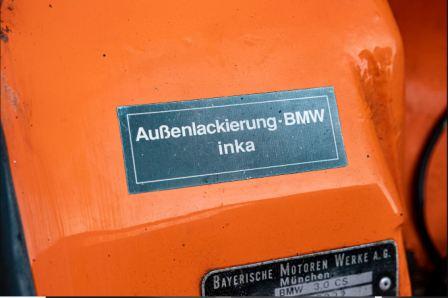 Außenlackierung·BMW
inka
BAYERISCHE MOTOREN WERKE A.G.
München
BMW 3.0 CS